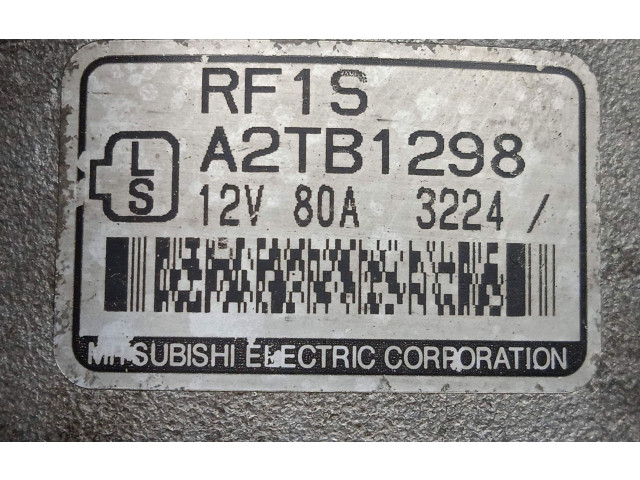 RF1S
A2TB1298
L
S
12V 80A 3224 /
MITSUBISHI ELECTRIC CORPORATION